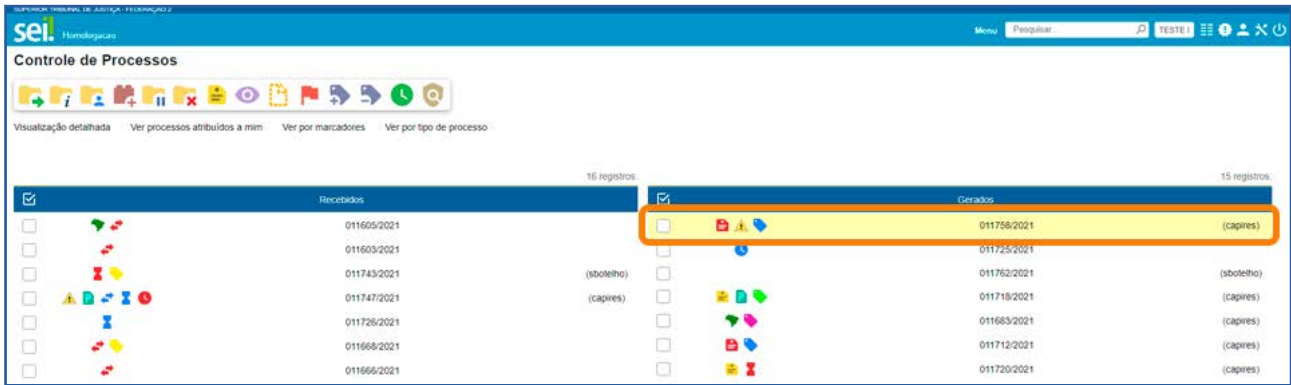 SUPERIOR TRIBUNAL DE JUSTIÇA - FEDERAÇÃO 2
sei! Homologacao
Menu Pesquisar... TESTE I
Controle de Processos
Visualização detalhada Ver processos atribuídos a mim Ver por marcadores Ver por tipo de processo
16 registros: 15 registros:
Recebidos Gerados
011605/2021 011758/2021 (capires)
011603/2021 011725/2021
011743/2021 (sbotelho) 011762/2021 (sbotelho)
011747/2021 (capires) 011718/2021 (capires)
011726/2021 011683/2021 (capires)
011668/2021 011712/2021 (capires)
011666/2021 011720/2021 (capires)